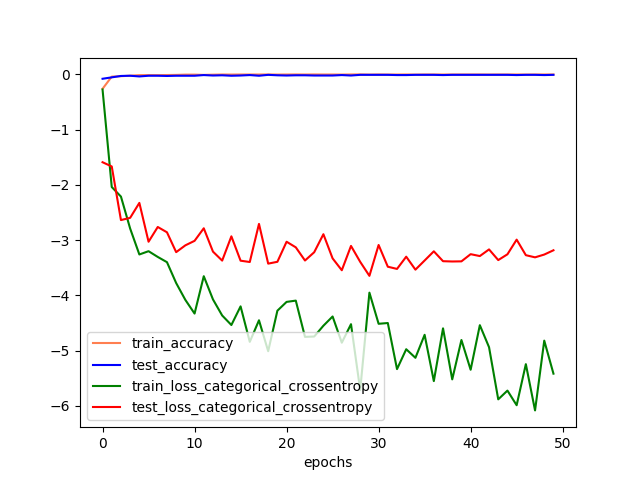 0
−1
−2
−3
−4
−5
−6
train_accuracy
test_accuracy
train_loss_categorical_crossentropy
test_loss_categorical_crossentropy
0 10 20 30 40 50
epochs